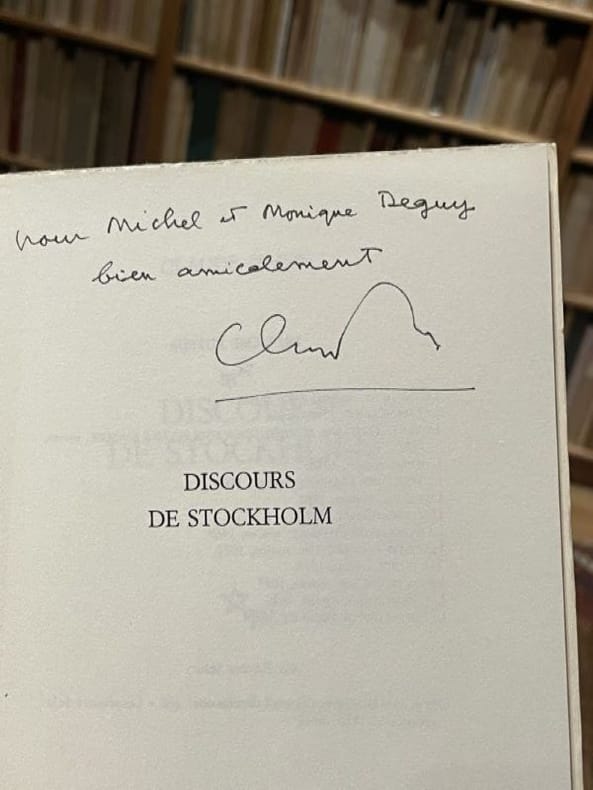 pour Michel et Monique Deguy
bien amicalement
DISCOURS
DE STOCKHOLM